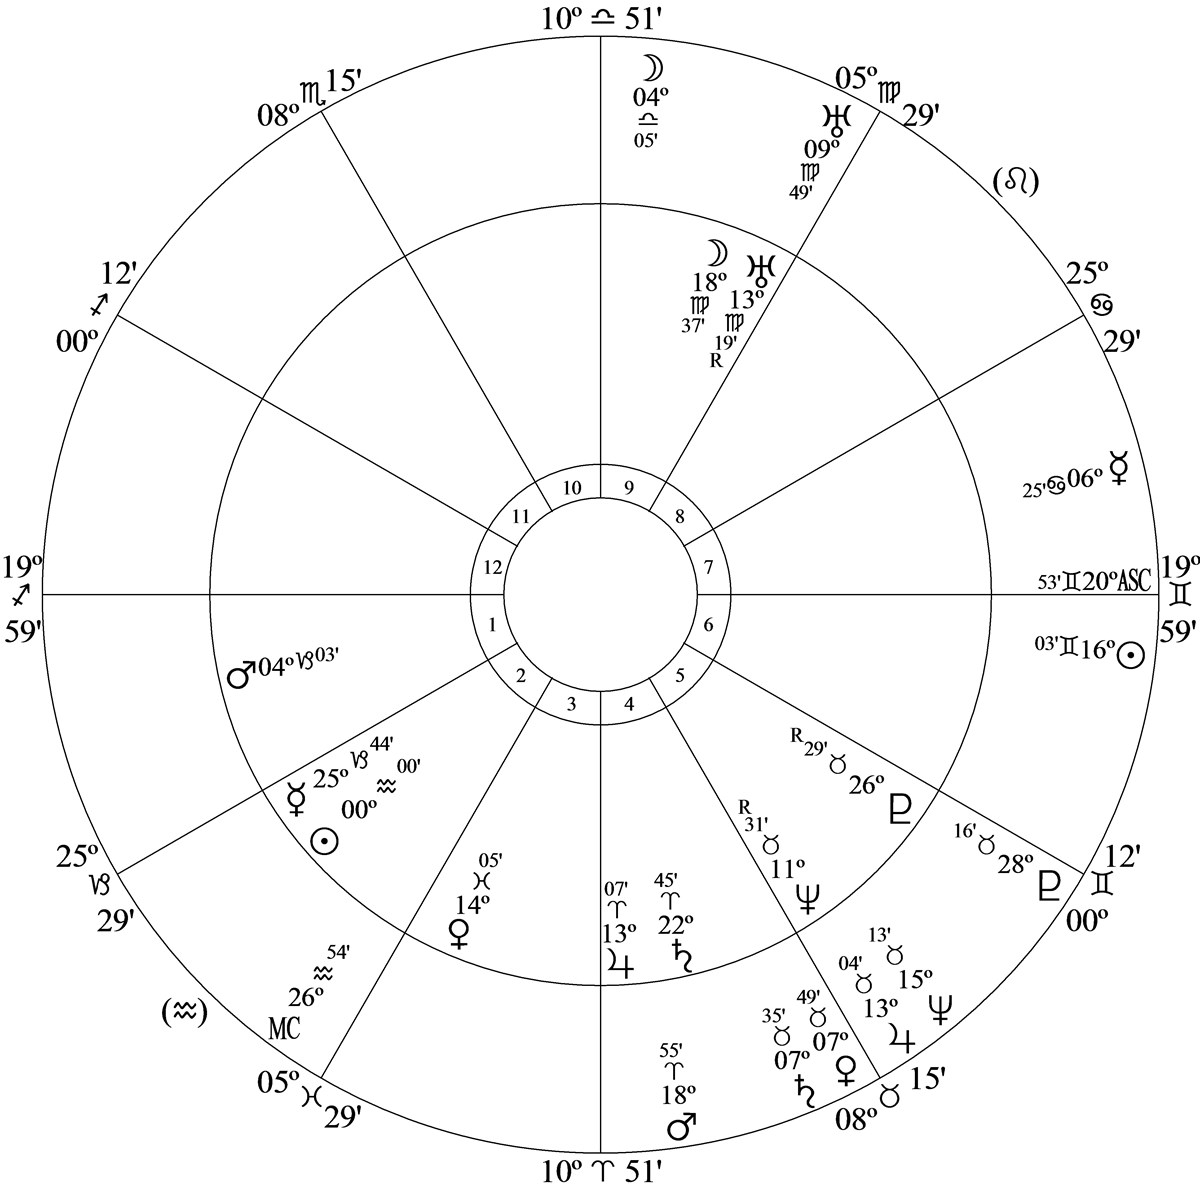 10º ♎ 51'
05º ♍ 29'
(♌)
25º ♋ 29'
19º ♊ 59'
12' ♊ 00º
15' ♉ 08º
10º ♈ 51'
05º ♓ 29'
(♒)
25º ♑ 29'
19º ♐ 59'
12' ♐ 00º
08º ♏ 15'
☽ 04º ♎ 05'
♅ 09º ♍ 49'
25' ♋ 06º ☿
53' ♊ 20º ASC
03' ♊ 16º ☉
16' ♉ 28º ♇
13' ♉ 15º ♆
04' ♉ 13º ♃
49' ♉ 07º ♀
35' ♉ 07º ♄
55' ♈ 18º ♂
54' ♒ 26º MC
☽ 18º ♍ 37'
♅ 13º ♍ 19' R
R 29' ♉ 26º ♇
R 31' ♉ 11º ♆
45' ♈ 22º ♄
07' ♈ 13º ♃
05' ♓ 14º ♀
☉ 00º ♒ 00'
☿ 25º ♑ 44'
♂ 04º ♑ 03'
1
2
3
4
5
6
7
8
9
10
11
12